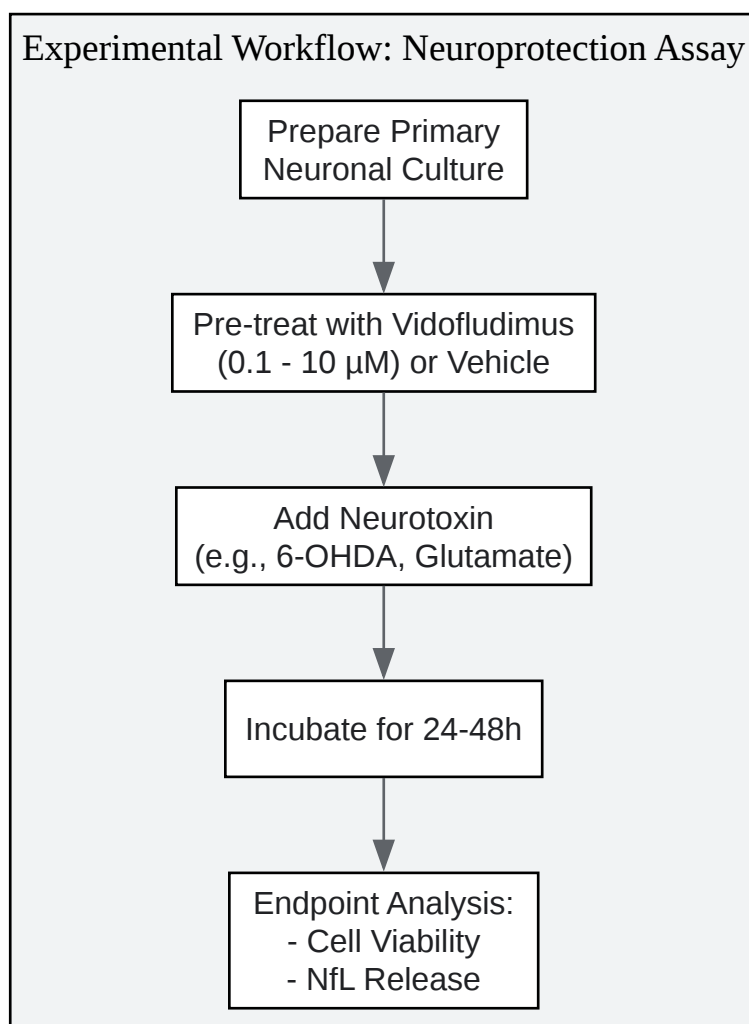 Experimental Workflow: Neuroprotection Assay
Prepare Primary
Neuronal Culture
Pre-treat with Vidofludimus
(0.1 - 10 µM) or Vehicle
Add Neurotoxin
(e.g., 6-OHDA, Glutamate)
Incubate for 24-48h
Endpoint Analysis:
- Cell Viability
- NfL Release